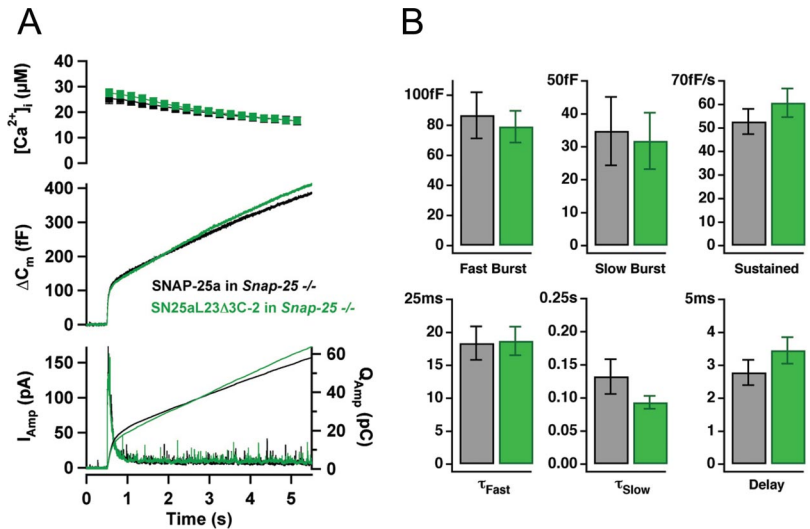 A
B
[Ca2+]i (µM)
40
30
20
10
0
ΔCm (fF)
400
300
200
100
0
SNAP-25a in Snap-25 -/-
SN25aL23Δ3C-2 in Snap-25 -/-
IAmp (pA)
150
100
50
0
QAmp (pC)
60
40
20
0
0 1 2 3 4 5
Time (s)
100fF
80
60
40
20
0
Fast Burst
50fF
40
30
20
10
0
Slow Burst
70fF/s
60
50
40
30
20
10
0
Sustained
25ms
20
15
10
5
0
τFast
0.25s
0.20
0.15
0.10
0.05
0.00
τSlow
5ms
4
3
2
1
0
Delay